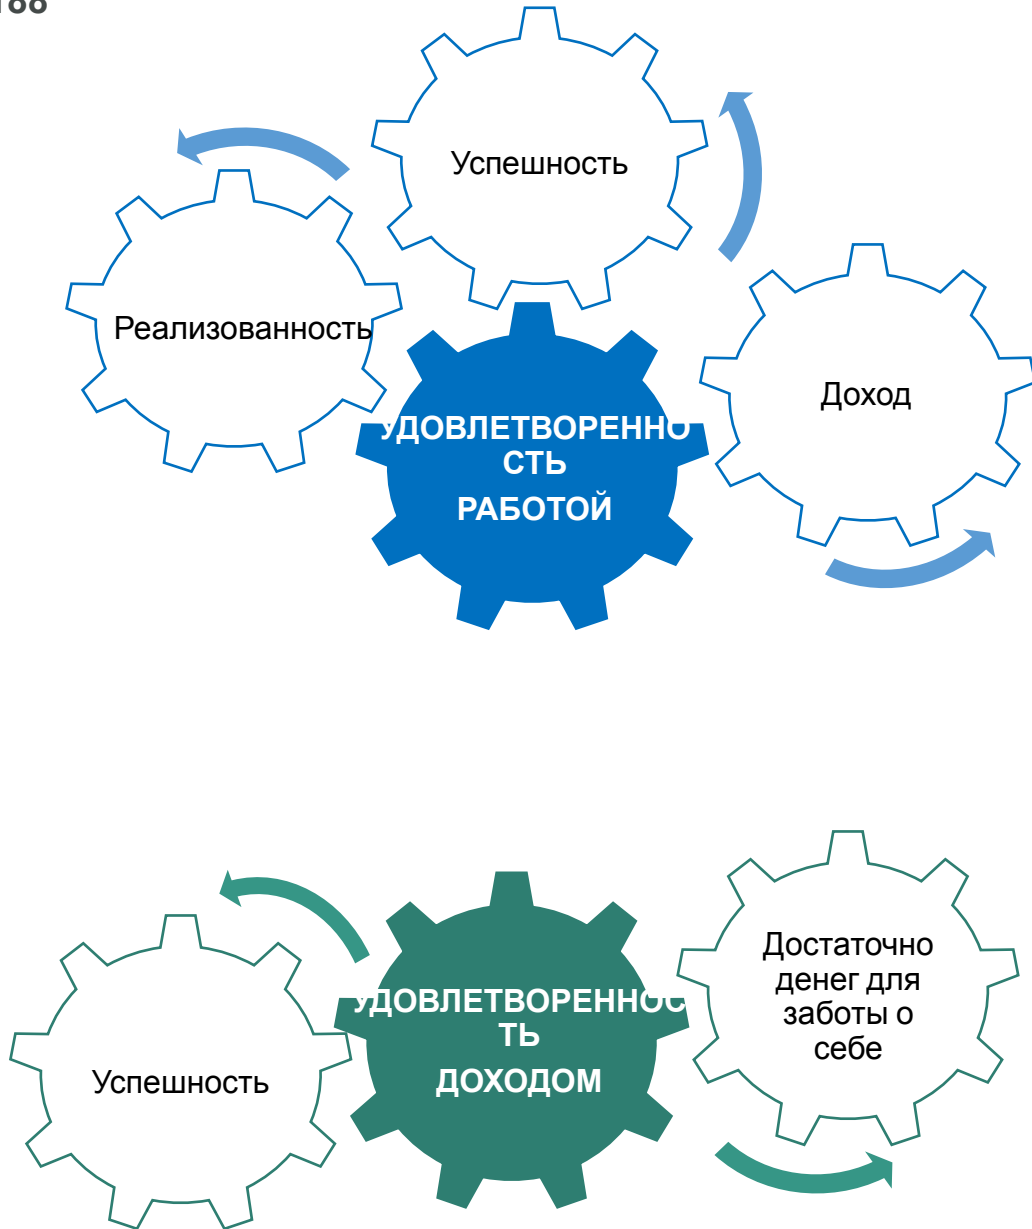 Успешность
Реализованность
Доход
УДОВЛЕТВОРЕННО
СТЬ
РАБОТОЙ
Достаточно
денег для
заботы о
себе
УДОВЛЕТВОРЕННОС
ТЬ
ДОХОДОМ
Успешность